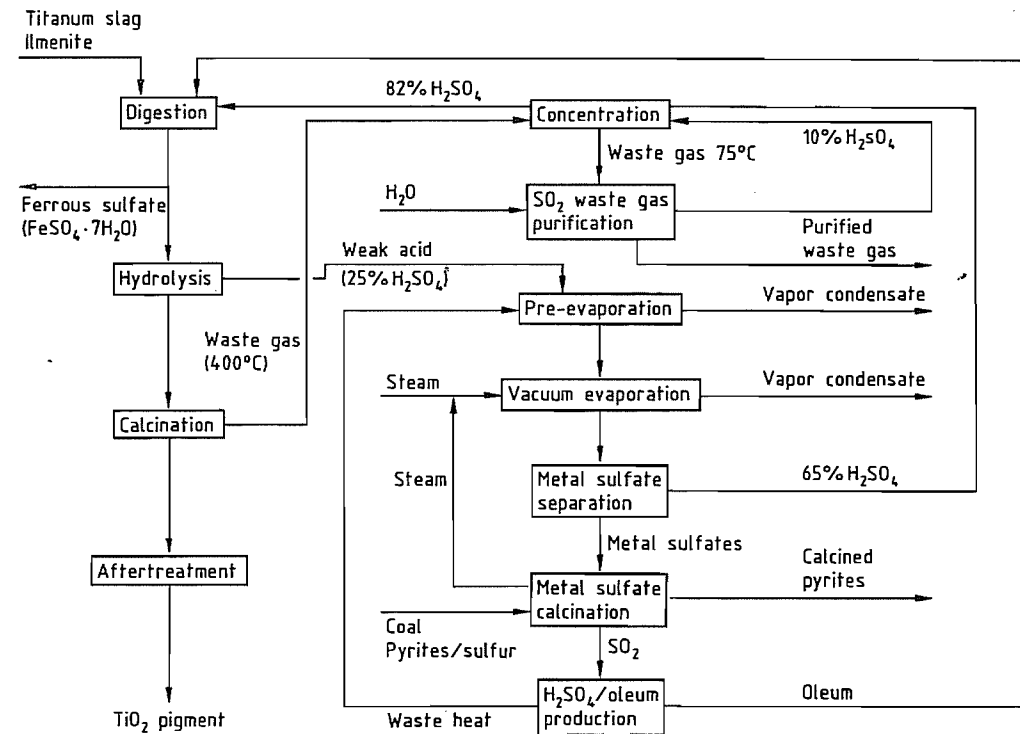 Titanum slag
Ilmenite
Digestion
82% H₂SO₄
Concentration
10% H₂sO₄
Waste gas 75°C
H₂O
SO₂ waste gas
purification
Ferrous sulfate
(FeSO₄·7H₂O)
Purified
waste gas
Weak acid
(25% H₂SO₄)
Hydrolysis
Pre-evaporation
Vapor condensate
Waste gas
(400°C)
Steam
Vacuum evaporation
Vapor condensate
Calcination
Steam
Metal sulfate
separation
65% H₂SO₄
Metal sulfates
Aftertreatment
Metal sulfate
calcination
Calcined
pyrites
Coal
Pyrites/sulfur
SO₂
H₂SO₄/oleum
production
Oleum
Waste heat
TiO₂ pigment